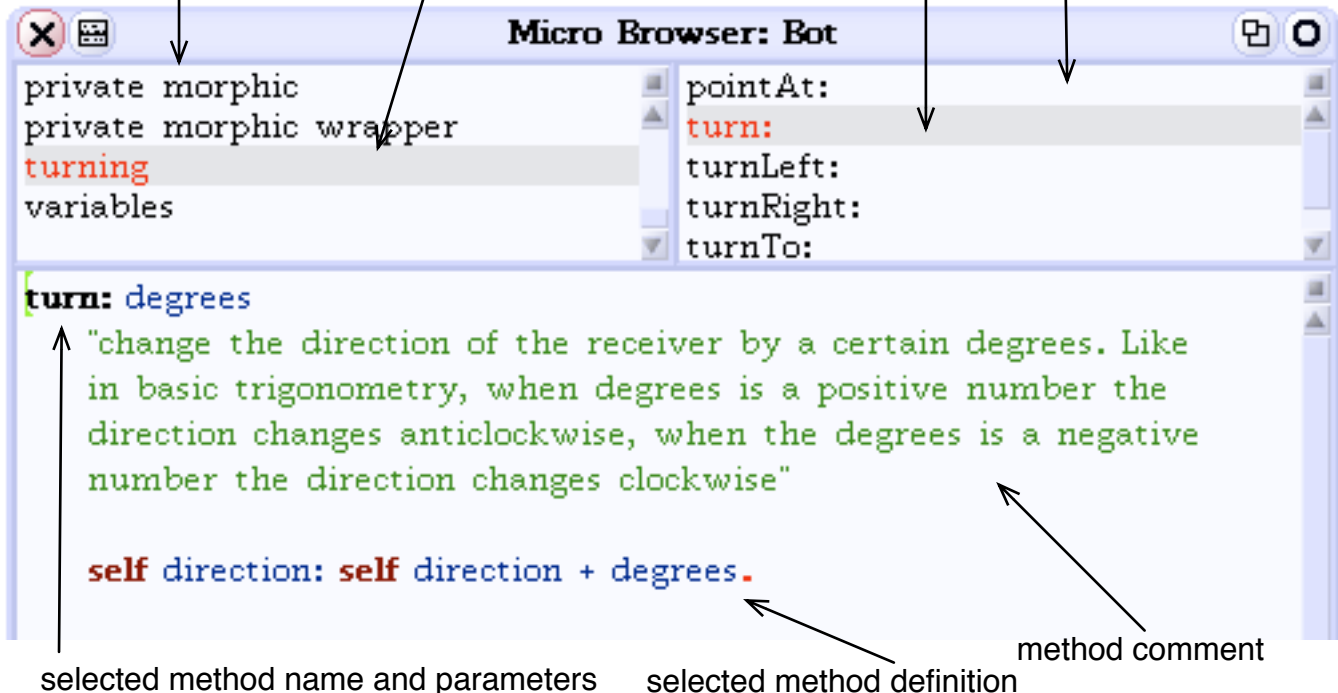 Micro Browser: Bot
private morphic
private morphic wrapper
turning
variables
pointAt:
turn:
turnLeft:
turnRight:
turnTo:
turn: degrees
"change the direction of the receiver by a certain degrees. Like
in basic trigonometry, when degrees is a positive number the
direction changes anticlockwise, when the degrees is a negative
number the direction changes clockwise"
self direction: self direction + degrees.
method comment
selected method name and parameters
selected method definition